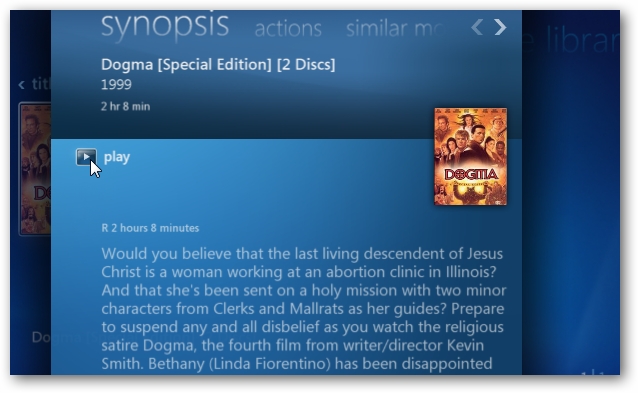 synopsis actions similar mo
librar
titl
Dogma [Special Edition] [2 Discs]
1999
2 hr 8 min
play
DOGMA
R 2 hours 8 minutes
Would you believe that the last living descendent of Jesus
Christ is a woman working at an abortion clinic in Illinois?
And that she's been sent on a holy mission with two minor
characters from Clerks and Mallrats as her guides? Prepare
to suspend any and all disbelief as you watch the religious
satire Dogma, the fourth film from writer/director Kevin
Smith. Bethany (Linda Fiorentino) has been disappointed
Dogma